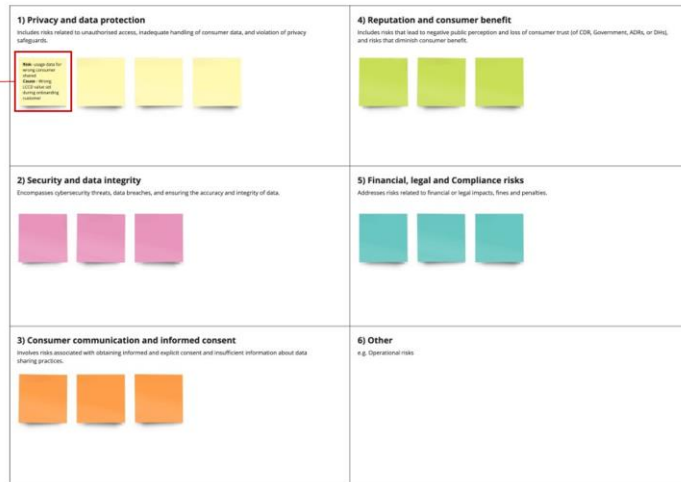 1) Privacy and data protection
Includes risks related to unauthorised access, inadequate handling of consumer data, and violation of privacy
safeguards.
Risk- usage data for
wrong consumer
shared
Cause - Wrong
LCCD value set
during onboarding
customer
4) Reputation and consumer benefit
Includes risks that lead to negative public perception and loss of consumer trust (of CDR, Government, ADRs, or DHs),
and risks that diminish consumer benefit.
2) Security and data integrity
Encompasses cybersecurity threats, data breaches, and ensuring the accuracy and integrity of data.
5) Financial, legal and Compliance risks
Addresses risks related to financial or legal impacts, fines and penalties.
3) Consumer communication and informed consent
Involves risks associated with obtaining informed and explicit consent and insufficient information about data
sharing practices.
6) Other
e.g. Operational risks